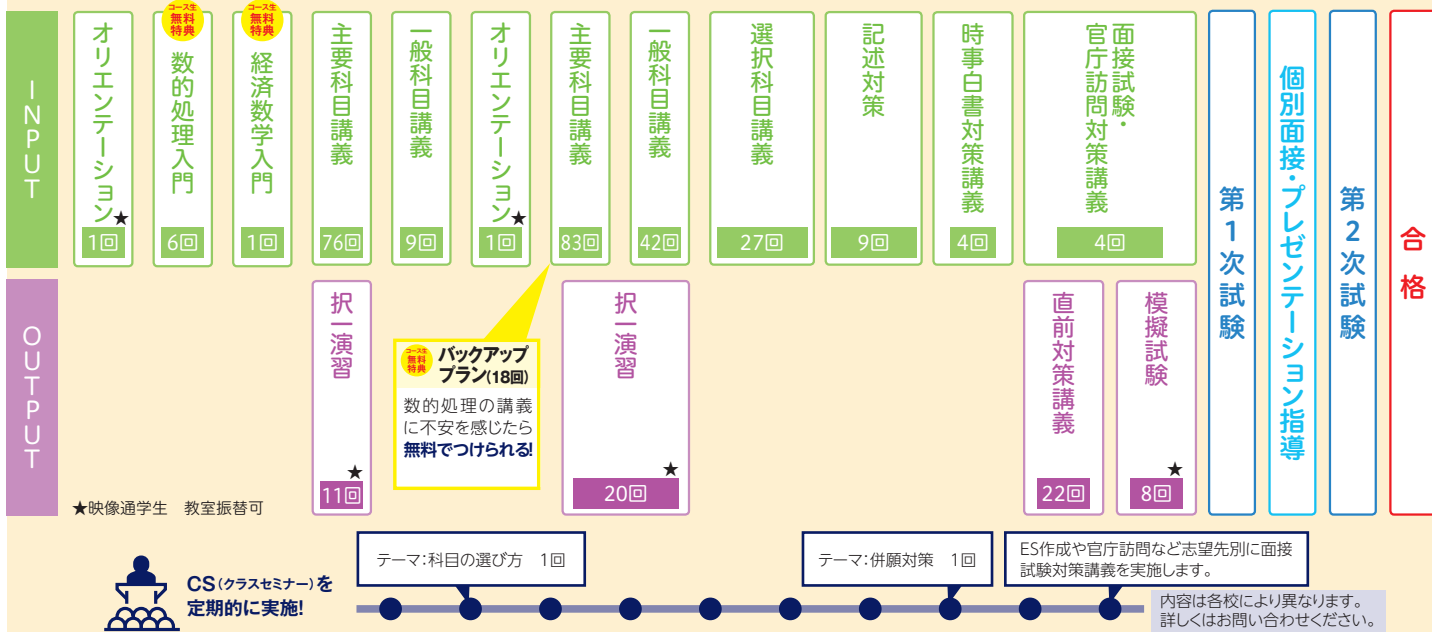 INPUT
オリエンテーション★
1回
コース生
無料
特典
数的処理入門
6回
コース生
無料
特典
経済数学入門
1回
主要科目講義
76回
一般科目講義
9回
オリエンテーション★
1回
主要科目講義
83回
一般科目講義
42回
選択科目講義
27回
記述対策
9回
時事白書対策講義
4回
面接試験・
官庁訪問対策講義
4回
OUTPUT
択一演習
★
11回
コース生
無料
特典
バックアップ
プラン(18回)
数的処理の講義
に不安を感じたら
無料でつけられる!
択一演習
★
20回
直前対策講義
22回
模擬試験
★
8回
第1次試験
個別面接・プレゼンテーション指導
第2次試験
合格
★映像通学生 教室振替可
CS(クラスセミナー)を
定期的に実施!
テーマ:科目の選び方 1回
テーマ:併願対策 1回
ES作成や官庁訪問など志望先別に面接
試験対策講義を実施します。
内容は各校により異なります。
詳しくはお問い合わせください。